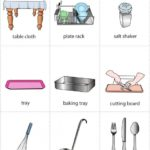 table cloth
plate rack
salt shaker
tray
baking tray
cutting board